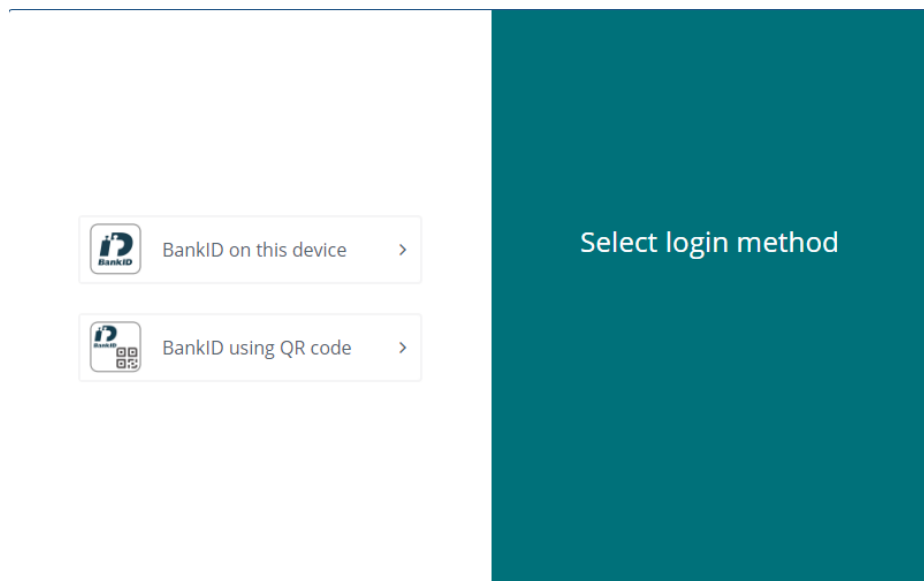 BankID
BankID on this device
BankID
BankID using QR code
Select login method